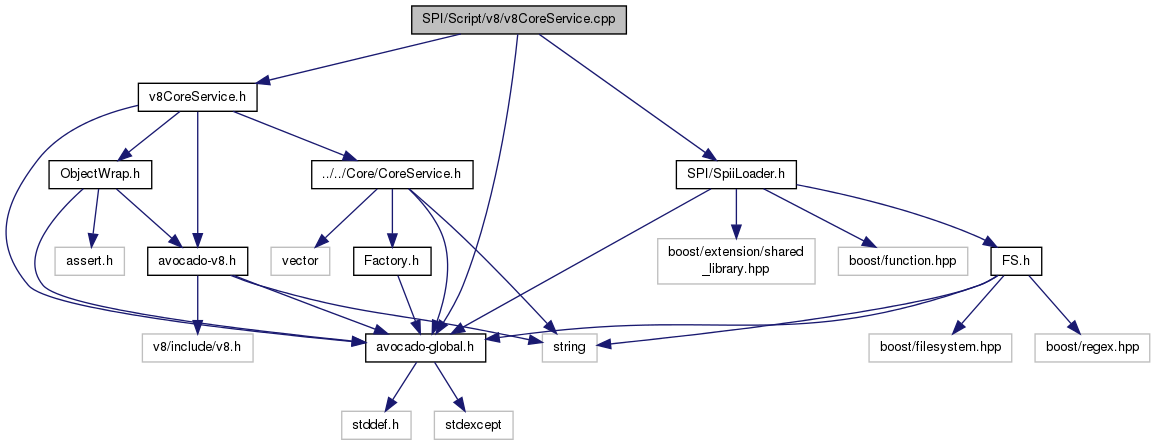 SPI/Script/v8/v8CoreService.cpp
v8CoreService.h
ObjectWrap.h
../../Core/CoreService.h
SPI/SpiiLoader.h
assert.h
avocado-v8.h
vector
Factory.h
boost/extension/shared
_library.hpp
boost/function.hpp
FS.h
v8/include/v8.h
avocado-global.h
string
boost/filesystem.hpp
boost/regex.hpp
stddef.h
stdexcept